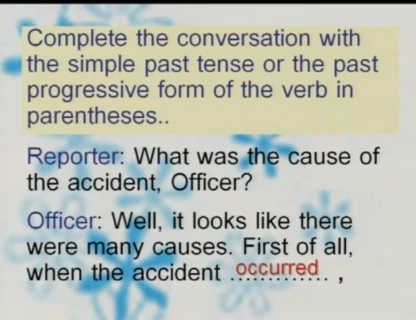 Complete the conversation with
the simple past tense or the past
progressive form of the verb in
parentheses..
Reporter: What was the cause of
the accident, Officer?
Officer: Well, it looks like there
were many causes. First of all,
when the accident ..occurred.. ,